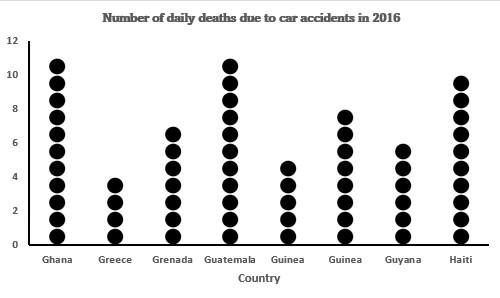 Number of daily deaths due to car accidents in 2016
12
10
8
6
4
2
0
Ghana Greece Grenada Guatemala Guinea Guinea Guyana Haiti
Country